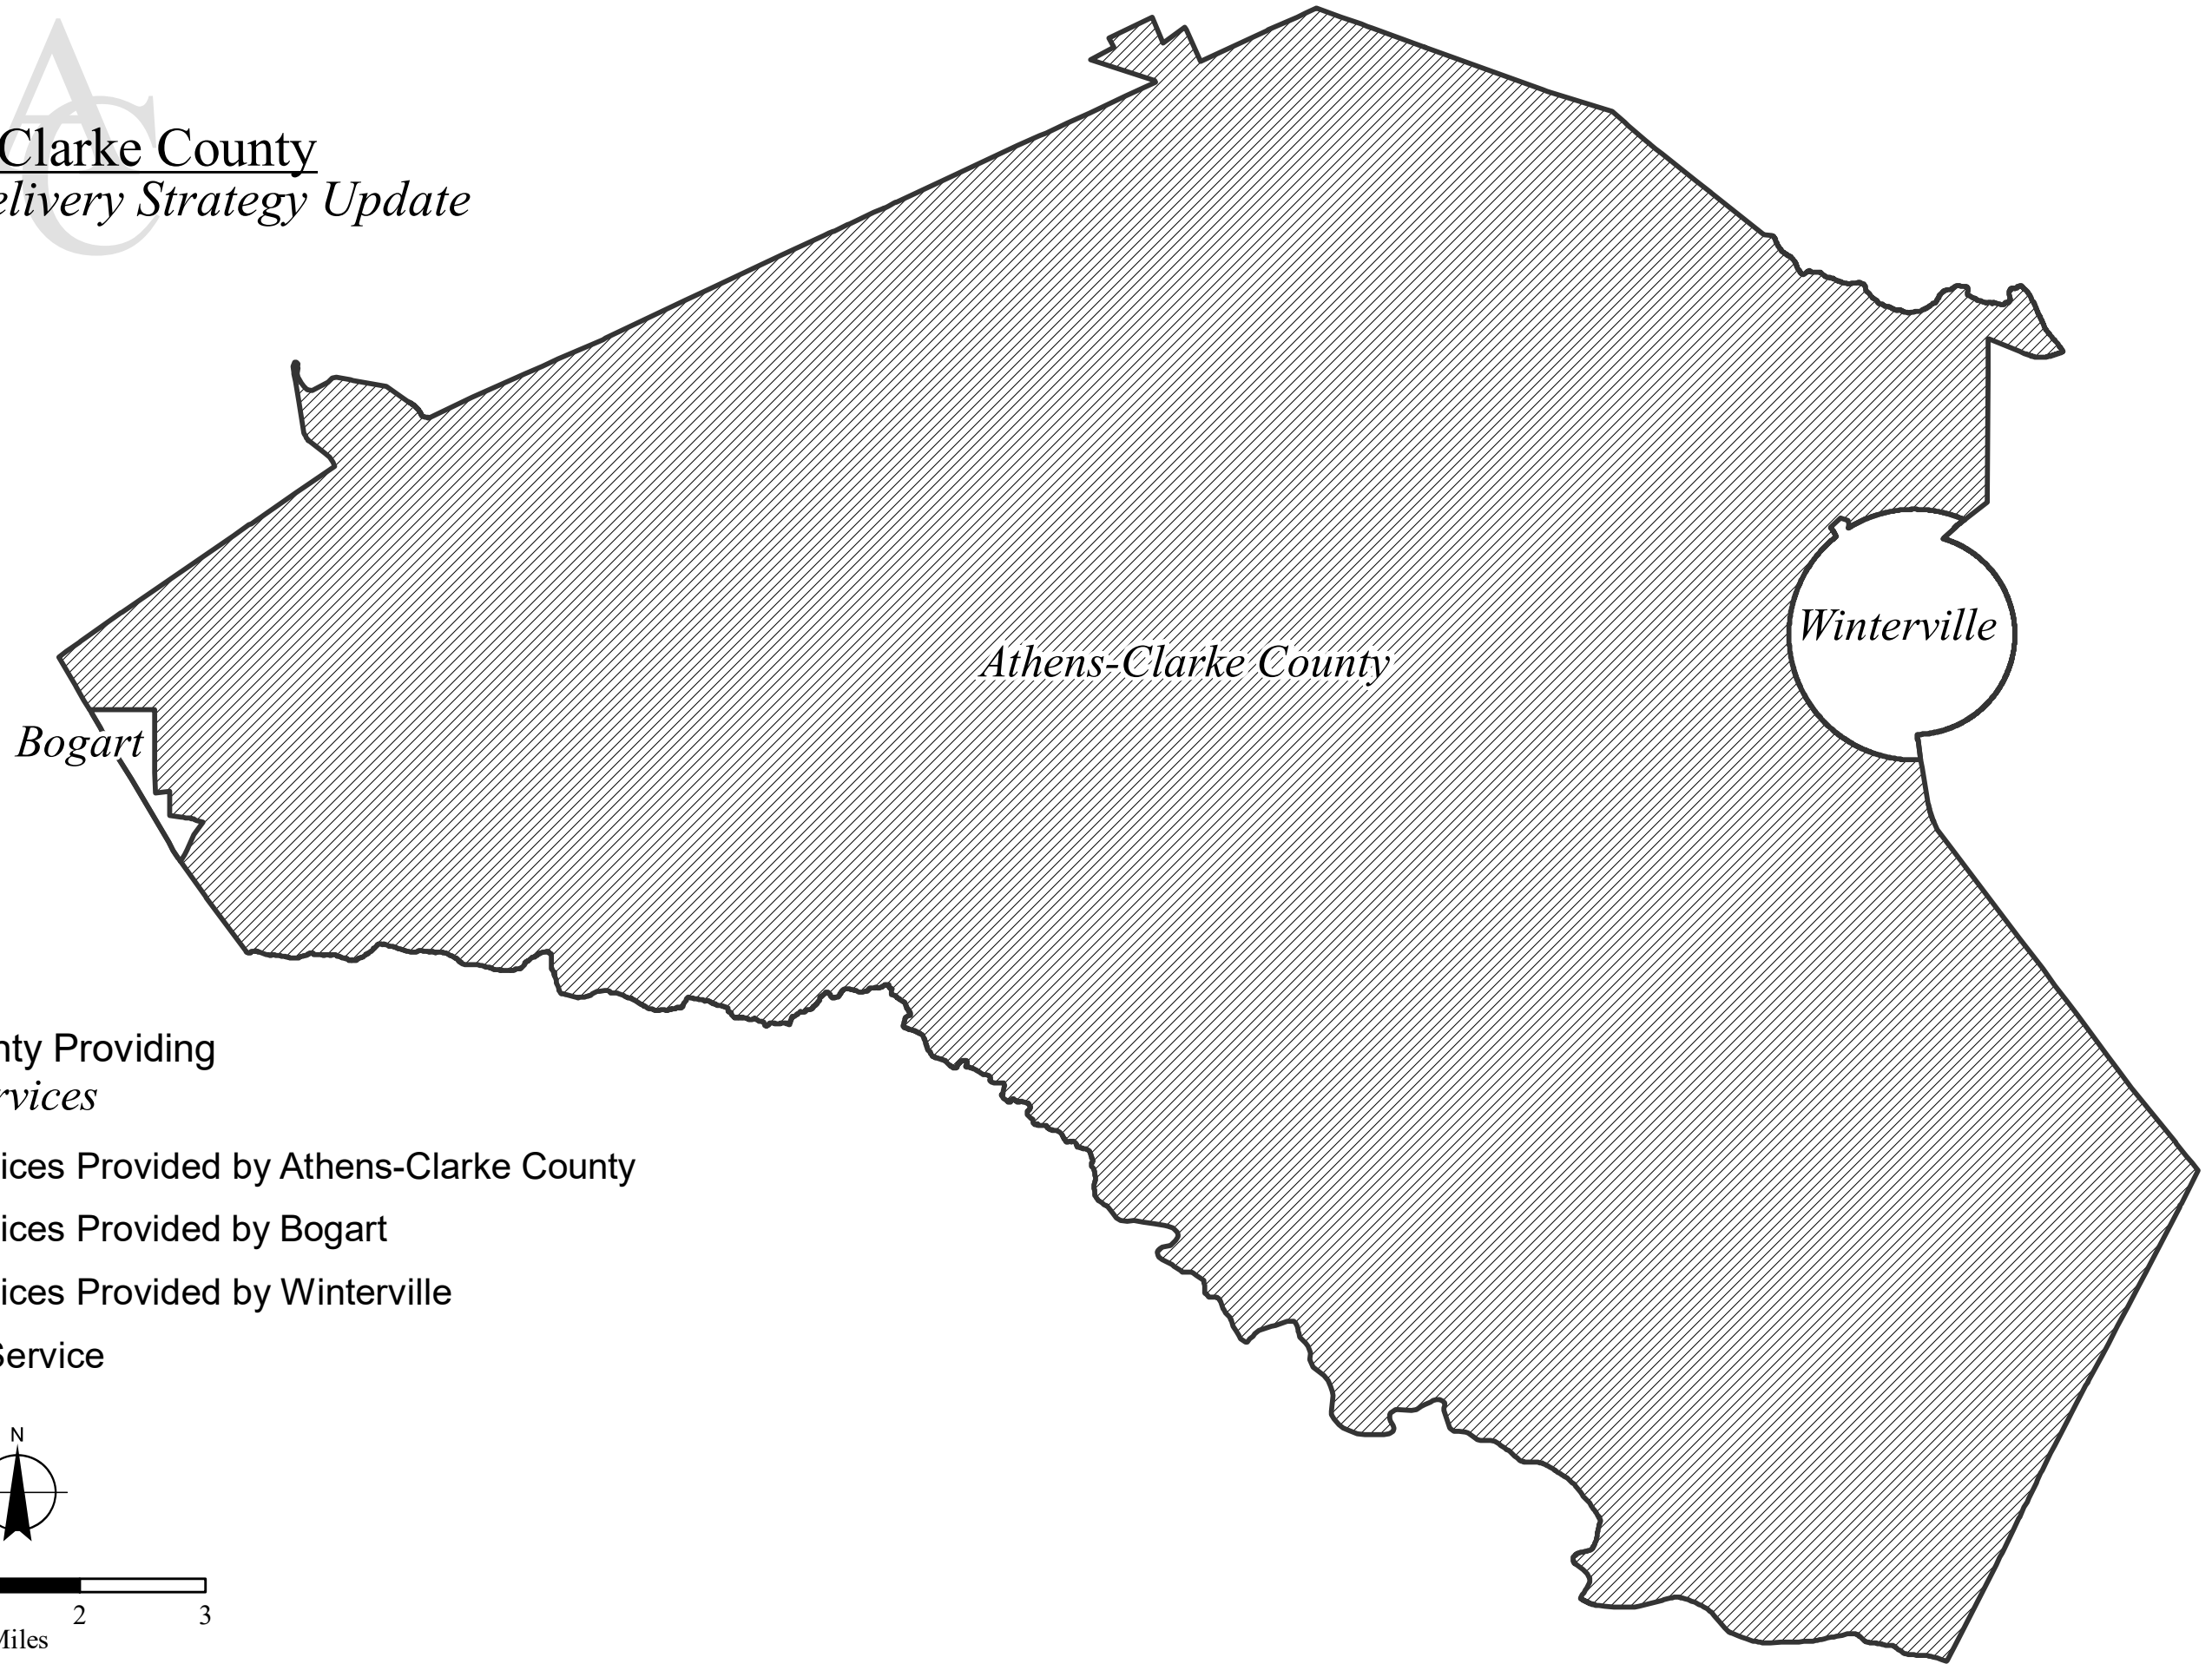 AC
Clarke County
elivery Strategy Update
Winterville
Athens-Clarke County
Bogart
nty Providing
rvices
ices Provided by Athens-Clarke County
ices Provided by Bogart
ices Provided by Winterville
Service
N
2 3
Miles